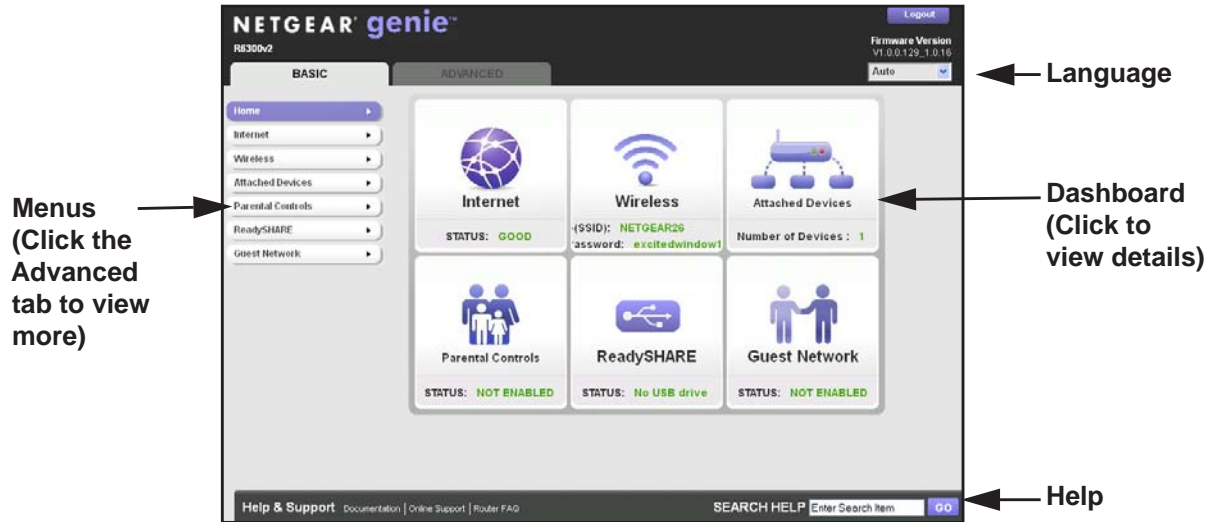 NETGEAR® genie™
R6300v2
Logout
Firmware Version
V1.0.0.129_1.0.16
Auto
BASIC
ADVANCED
Home
Internet
Wireless
Attached Devices
Parental Controls
ReadySHARE
Guest Network
Internet
STATUS: GOOD
Wireless
(SSID): NETGEAR26
assword: excitedwindow1
Attached Devices
Number of Devices : 1
Parental Controls
STATUS: NOT ENABLED
ReadySHARE
STATUS: No USB drive
Guest Network
STATUS: NOT ENABLED
Help & Support Documentation | Online Support | Router FAQ
SEARCH HELP Enter Search Item GO
Menus
(Click the
Advanced
tab to view
more)
Language
Dashboard
(Click to
view details)
Help